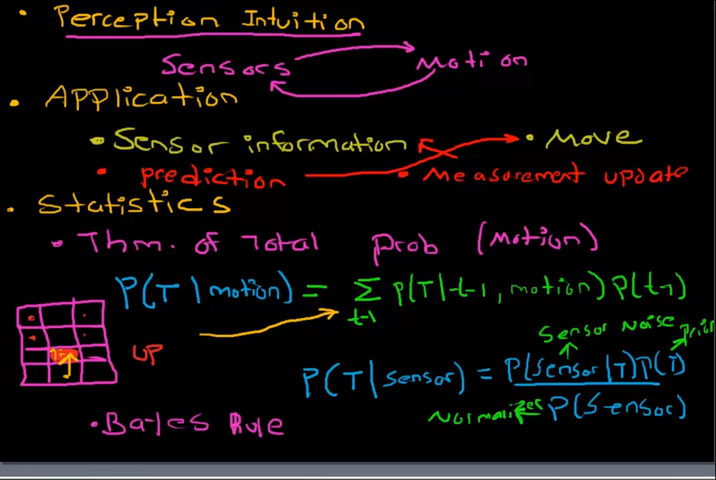 • Perception Intuition
Sensors Motion
• Application
• Sensor information • Move
• prediction • Measurement update
• Statistics
• Thm. of Total prob (Motion)
P(T | motion) = Σ P(T | t-1, motion) P(t-1)
t-1
Sensor Noise prior
UP
P(T | sensor) = P(sensor | T) P(T)
Normalizer P(Sensor)
• Bayes Rule